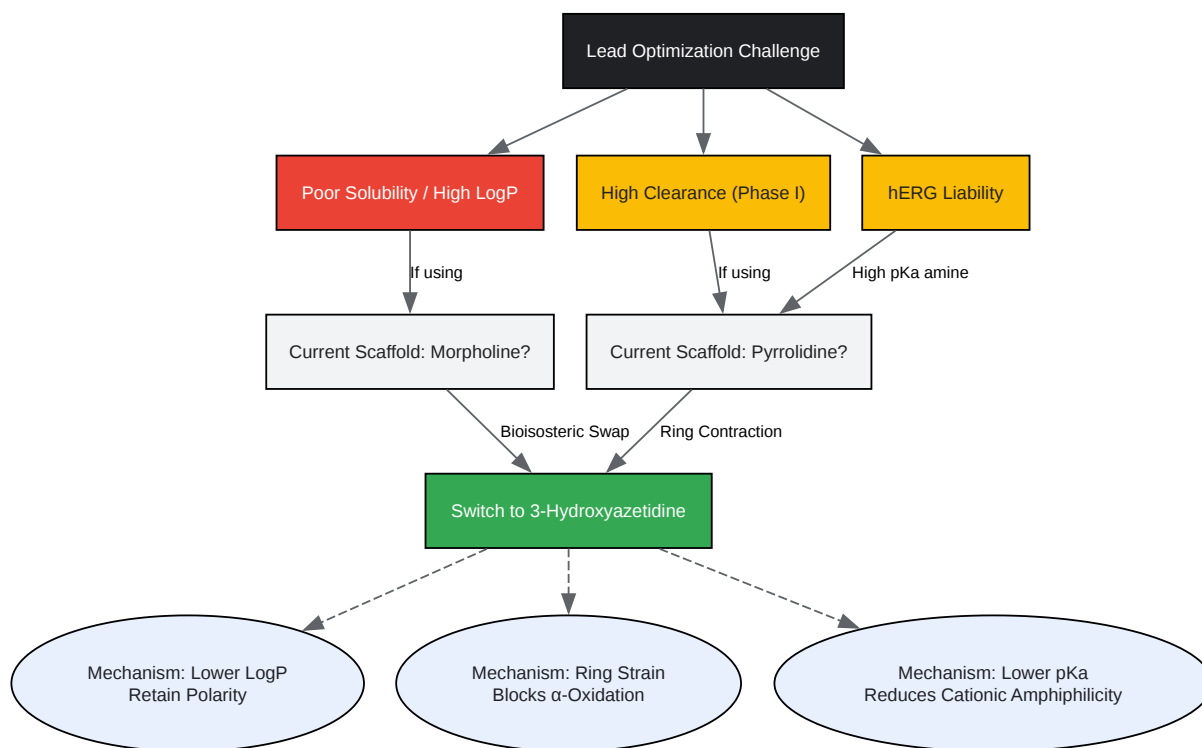 Lead Optimization Challenge
Poor Solubility / High LogP
High Clearance (Phase I)
hERG Liability
If using
If using
High pKa amine
Current Scaffold: Morpholine?
Current Scaffold: Pyrrolidine?
Bioisosteric Swap
Ring Contraction
Switch to 3-Hydroxyazetidine
Mechanism: Lower LogP
Retain Polarity
Mechanism: Ring Strain
Blocks α-Oxidation
Mechanism: Lower pKa
Reduces Cationic Amphiphilicity